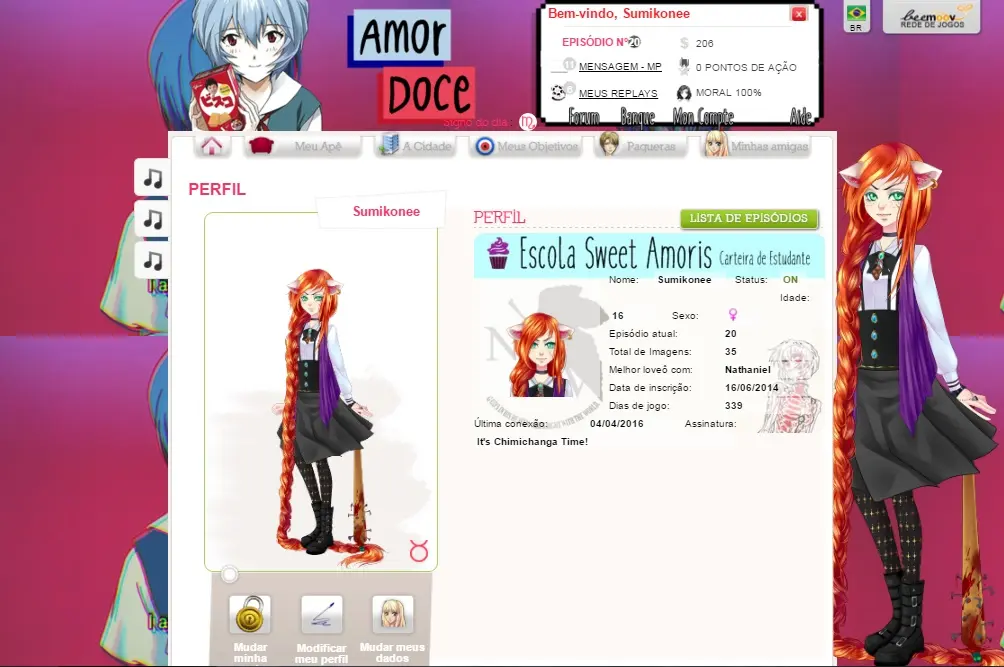 AMOR
DOCE
ビスコ
Signo do dia :
Bem-vindo, Sumikonee
EPISÓDIO Nº20
$ 206
11 MENSAGEM - MP
0 PONTOS DE AÇÃO
MEUS REPLAYS
MORAL 100%
Forum
Banque
Mon Compte
Aide
BR
beemoov
REDE DE JOGOS
Meu Apê
A Cidade
Meus Objetivos
Paqueras
Minhas amigas
PERFIL
Sumikonee
PERFIL
LISTA DE EPISÓDIOS
Escola Sweet Amoris Carteira de Estudante
Nome: Sumikonee Status: ON
Idade:
16 Sexo:
Episódio atual: 20
Total de Imagens: 35
Melhor loveô com: Nathaniel
Data de inscrição: 16/06/2014
Dias de jogo: 339
Última conexão: 04/04/2016 Assinatura:
It's Chimichanga Time!
Mudar
minha
Modificar
meu perfil
Mudar meus
dados